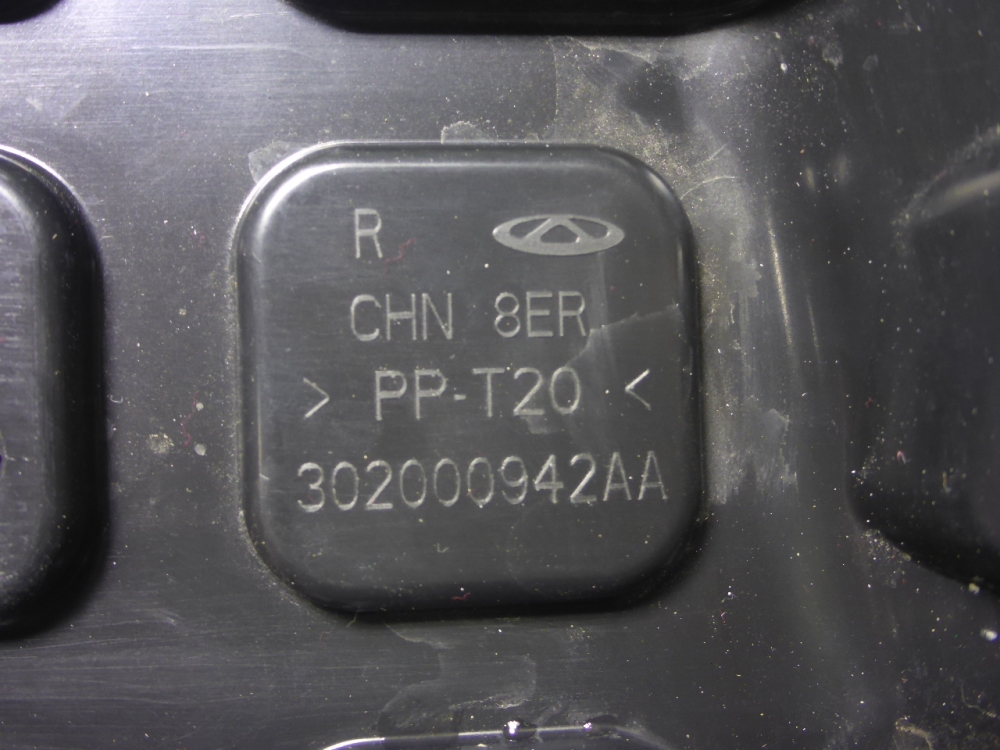 R
CHN 8ER
> PP-T20 <
302000942AA